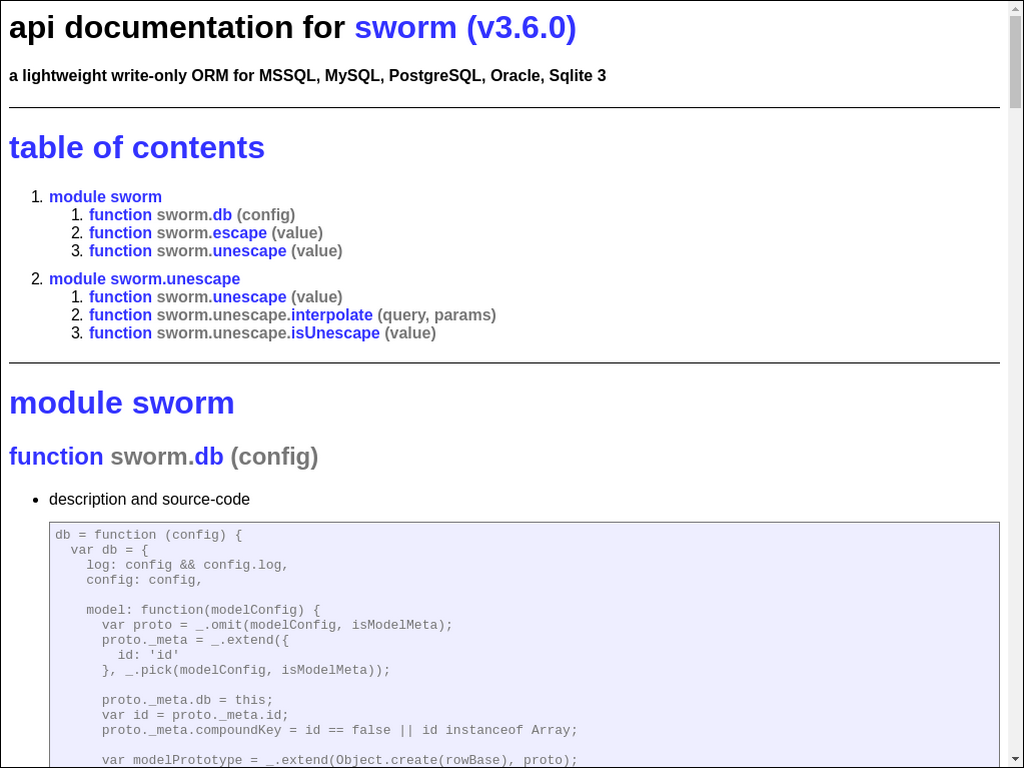 api documentation for sworm (v3.6.0)
a lightweight write-only ORM for MSSQL, MySQL, PostgreSQL, Oracle, Sqlite 3
table of contents
1. module sworm
1. function sworm.db (config)
2. function sworm.escape (value)
3. function sworm.unescape (value)
2. module sworm.unescape
1. function sworm.unescape (value)
2. function sworm.unescape.interpolate (query, params)
3. function sworm.unescape.isUnescape (value)
module sworm
function sworm.db (config)
• description and source-code
db = function (config) {
  var db = {
    log: config && config.log,
    config: config,
    model: function(modelConfig) {
      var proto = _.omit(modelConfig, isModelMeta);
      proto._meta = _.extend({
        id: 'id'
      }, _.pick(modelConfig, isModelMeta));
      proto._meta.db = this;
      var id = proto._meta.id;
      proto._meta.compoundKey = id == false || id instanceof Array;
      var modelPrototype = _.extend(Object.create(rowBase), proto);